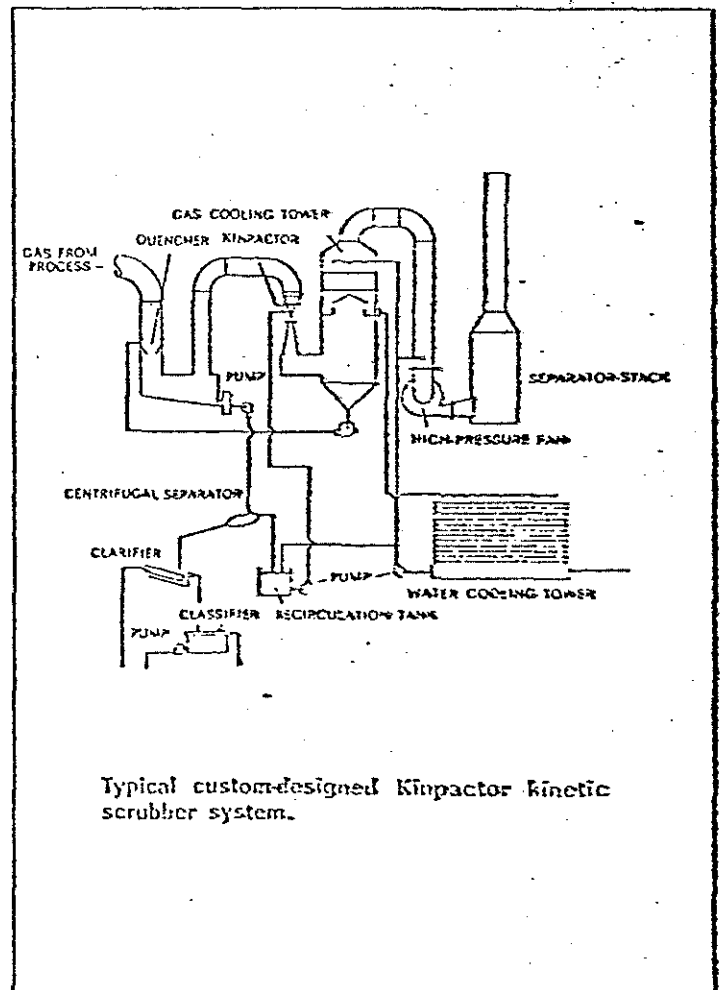 GAS COOLING TOWER
QUENCHER KINPACTOR
GAS FROM
PROCESS –
PUMP
SEPARATOR-STACK
HIGH-PRESSURE FAN
CENTRIFUGAL SEPARATOR
CLARIFIER
PUMP
WATER COOLING TOWER
CLASSIFIER RECIRCULATION TANK
PUMP
Typical custom-designed Kinpactor kinetic
scrubber system.